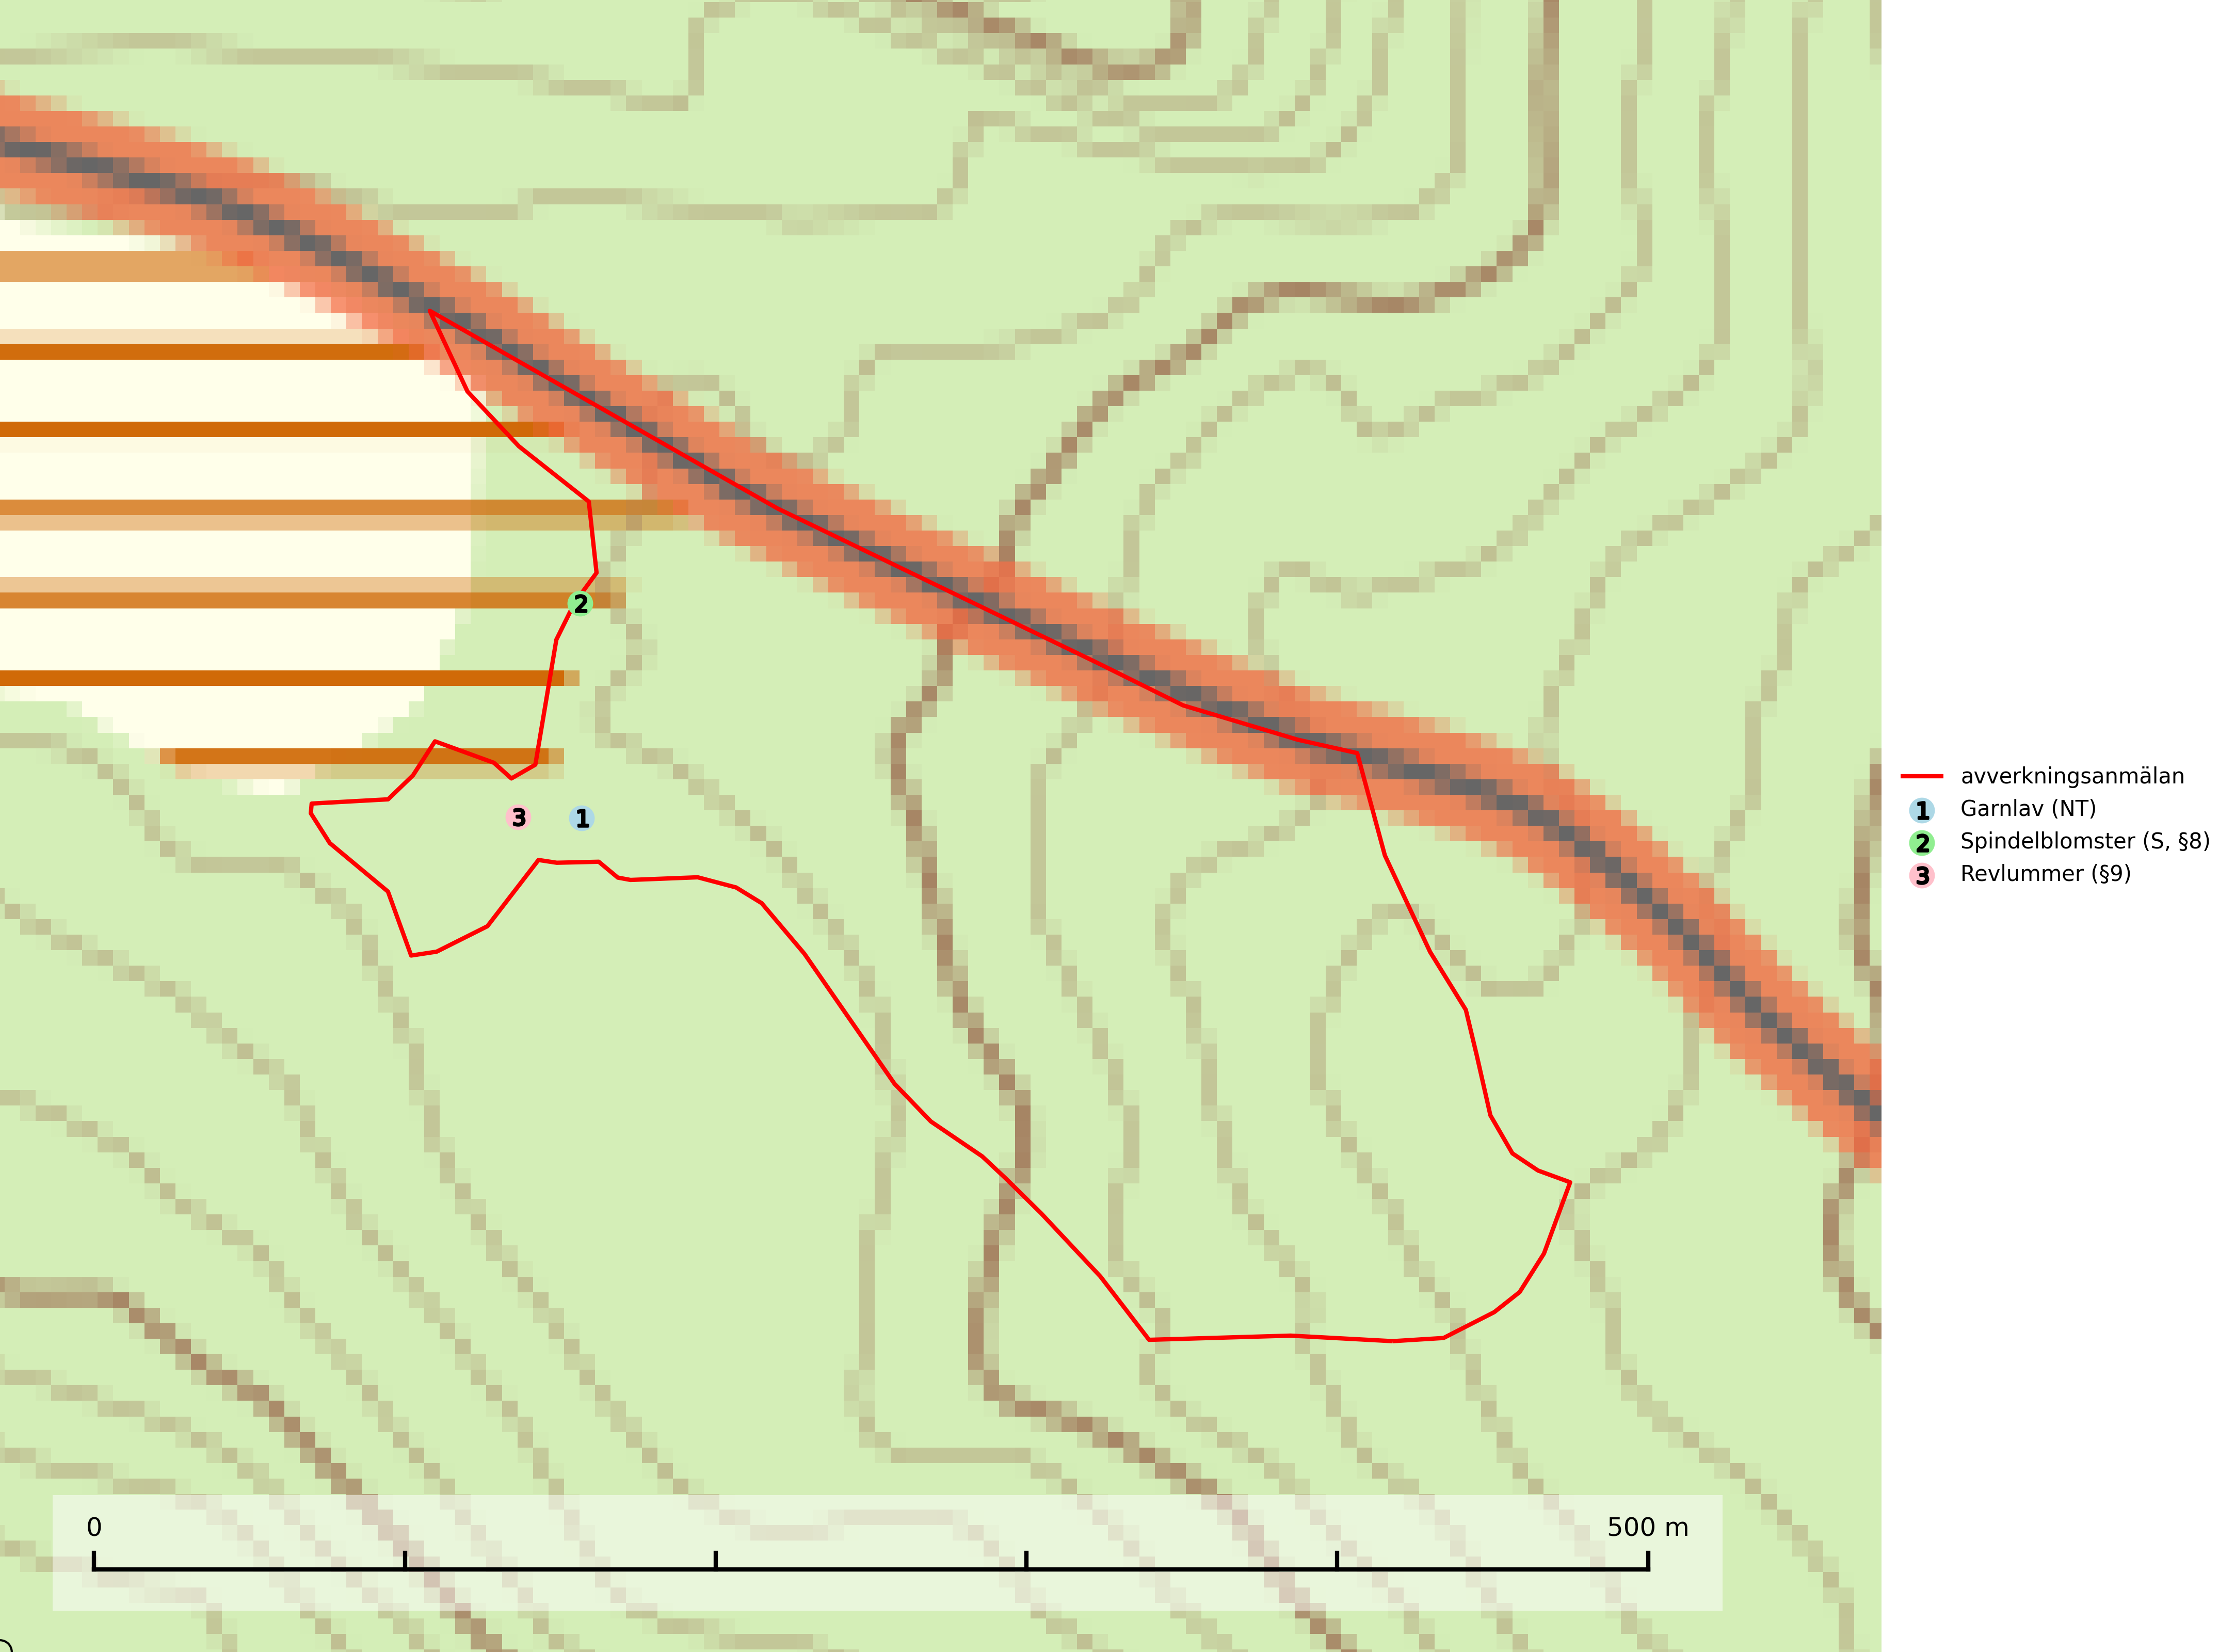 2
3 1
avverkningsanmälan
1 Garnlav (NT)
2 Spindelblomster (S, §8)
3 Revlummer (§9)
0 500 m